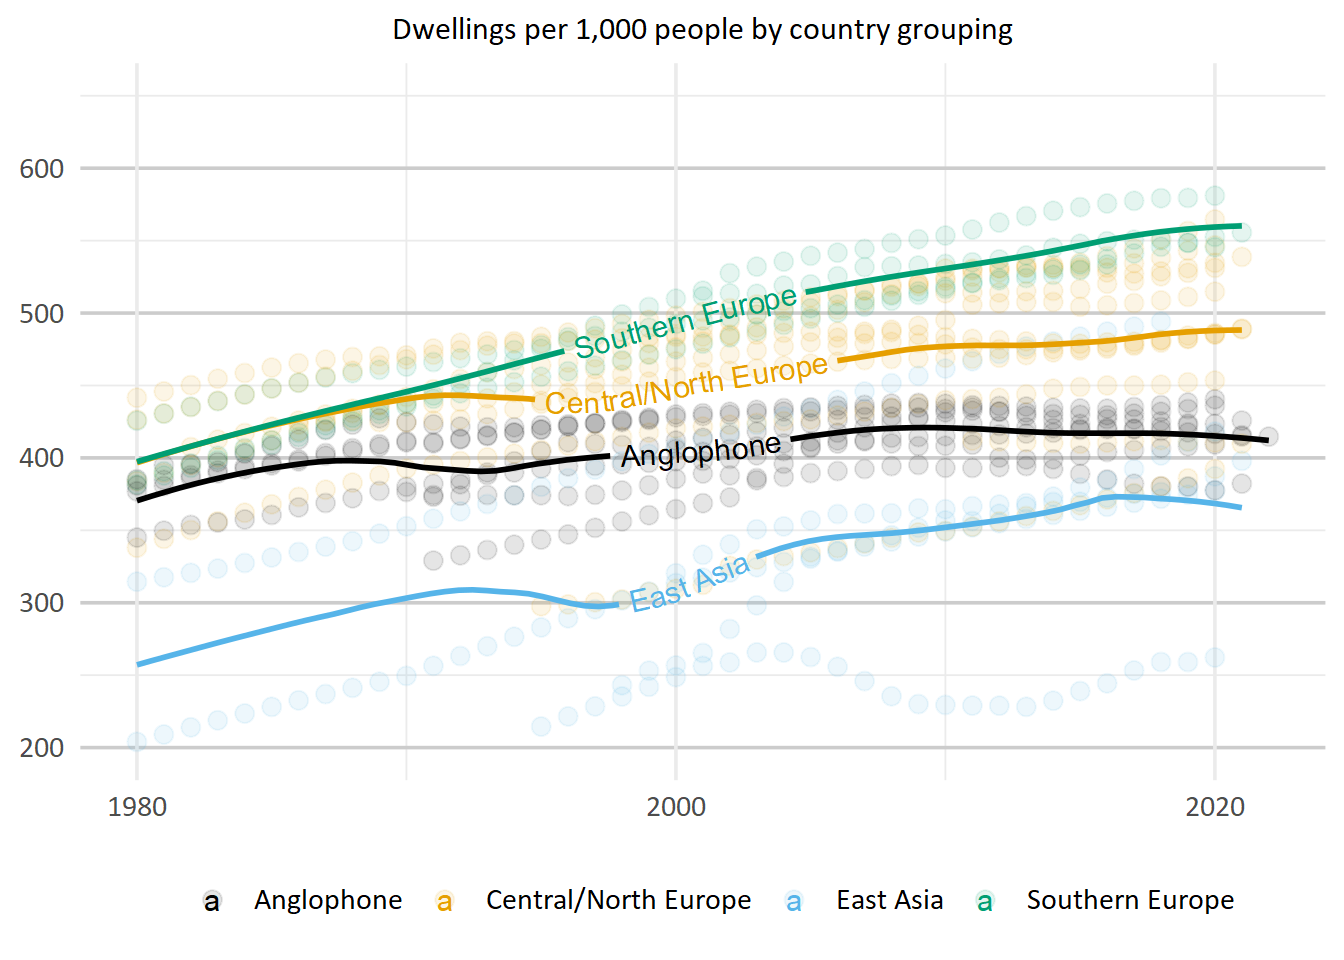 Dwellings per 1,000 people by country grouping
600
500
400
300
200
Southern Europe
Central/North Europe
Anglophone
East Asia
1980 2000 2020
a Anglophone a Central/North Europe a East Asia a Southern Europe